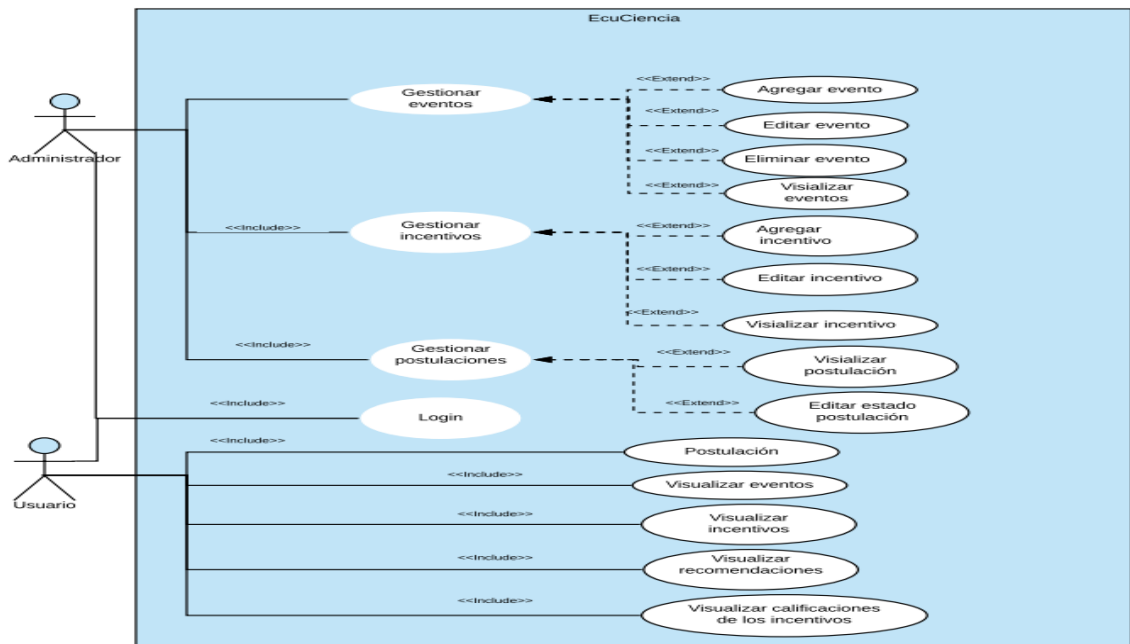 EcuCiencia
Administrador
Usuario
Gestionar
eventos
<<Extend>>
Agregar evento
<<Extend>>
Editar evento
<<Extend>>
Eliminar evento
<<Extend>>
Visializar
eventos
<<Include>>
Gestionar
incentivos
<<Extend>>
Agregar
incentivo
<<Extend>>
Editar incentivo
<<Extend>>
Visializar incentivo
<<Include>>
Gestionar
postulaciones
<<Extend>>
Visializar
postulación
<<Extend>>
Editar estado
postulación
<<Include>>
Login
<<Include>>
Postulación
<<Include>>
Visualizar eventos
<<Include>>
Visualizar
incentivos
<<Include>>
Visualizar
recomendaciones
<<Include>>
Visualizar calificaciones
de los incentivos